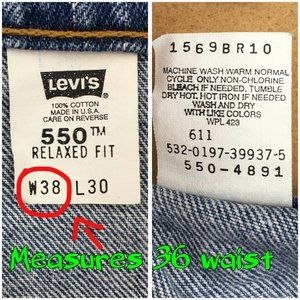 Levi's
100% COTTON
MADE IN U.S.A.
CARE ON REVERSE
550™
RELAXED FIT
W38 L30
1569BR10
MACHINE WASH WARM NORMAL
CYCLE ONLY NON-CHLORINE
BLEACH IF NEEDED, TUMBLE
DRY HOT, IRON IF NEEDED
WASH AND DRY
WITH LIKE COLORS
WPL 423
611
532-0197-39937-5
550-4891
Measures 36 waist